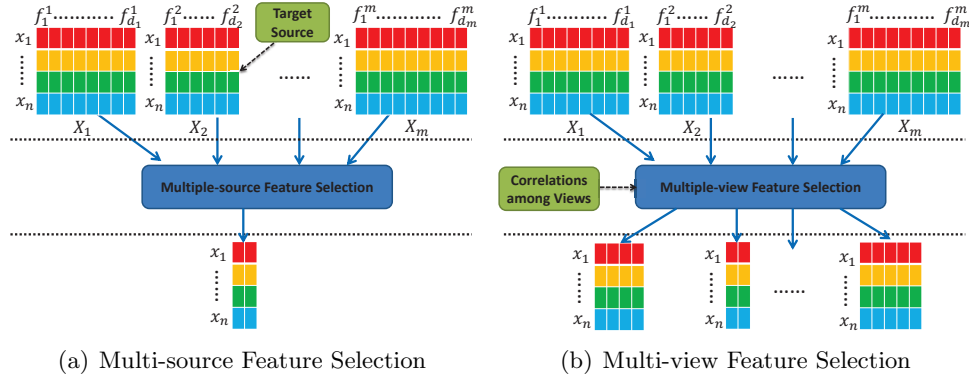 f_1^1 ............ f_{d_1}^1 f_1^2 ........ f_{d_2}^2 f_1^m ............... f_{d_m}^m
Target Source
x_1
⋮
x_n
x_1
⋮
x_n
......
x_1
⋮
x_n
X_1 X_2 X_m
Multiple-source Feature Selection
x_1
⋮
x_n
(a) Multi-source Feature Selection
f_1^1 ............ f_{d_1}^1 f_1^2 ........ f_{d_2}^2 f_1^m ............... f_{d_m}^m
x_1
⋮
x_n
x_1
⋮
x_n
......
x_1
⋮
x_n
X_1 X_2 X_m
Correlations
among Views
Multiple-view Feature Selection
x_1
⋮
x_n
x_1
⋮
x_n
......
x_1
⋮
x_n
(b) Multi-view Feature Selection